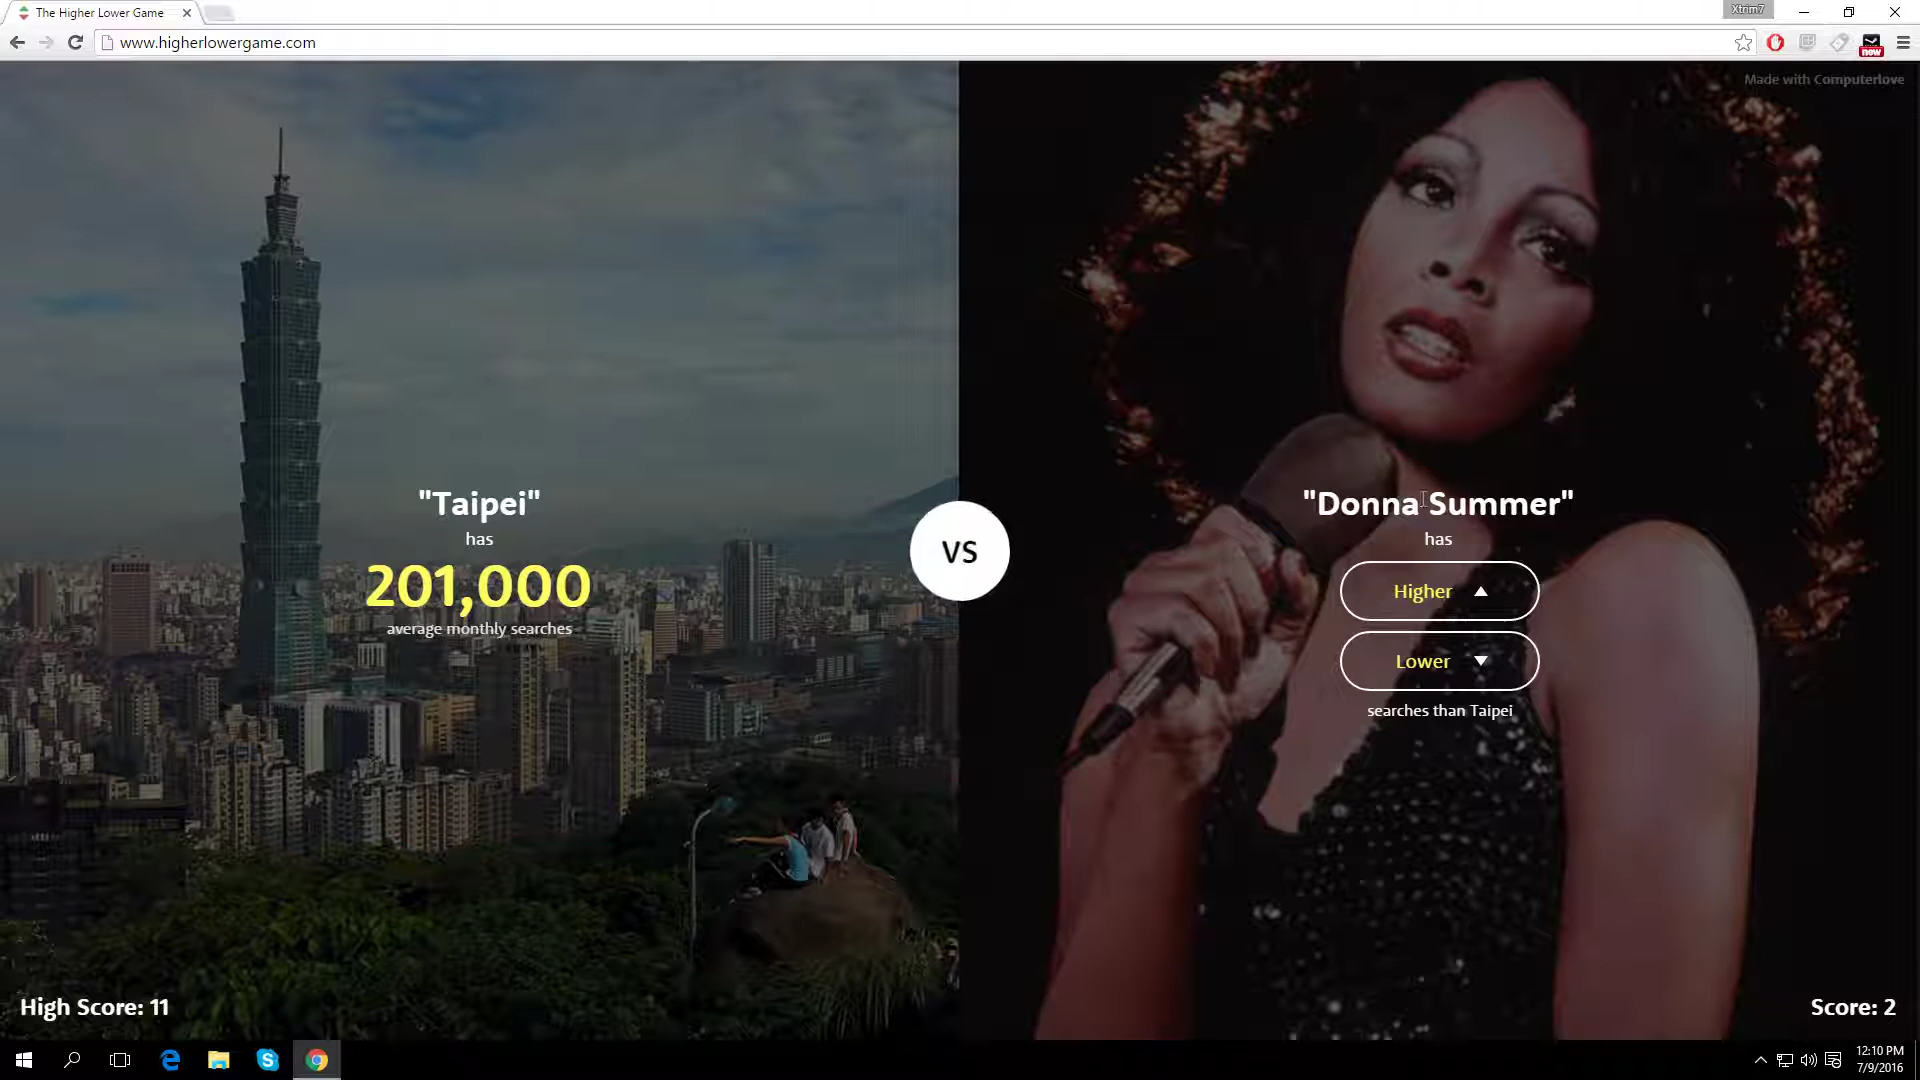 The Higher Lower Game
Xtrim7
www.higherlowergame.com
new
Made with Computerlove
"Taipei"
has
201,000
average monthly searches
VS
"Donna Summer"
has
Higher
Lower
searches than Taipei
High Score: 11
Score: 2
12:10 PM
7/9/2016